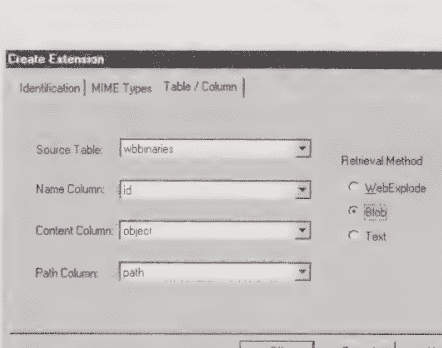 Create Extension
Identification | MIME Types Table / Column
Source Table: wbbinaries
Retrieval Method
Name Column: id
WebExplode
Blob
Content Column: object
Text
Path Column: path